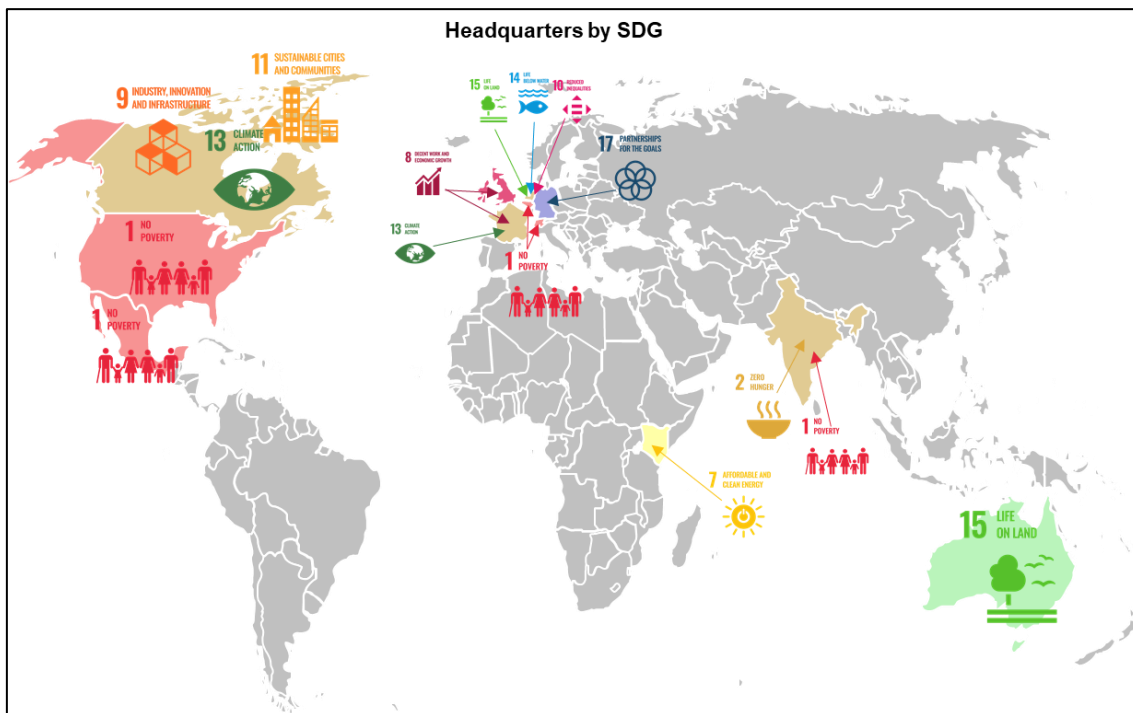 Headquarters by SDG
11 SUSTAINABLE CITIES
AND COMMUNITIES
9 INDUSTRY, INNOVATION
AND INFRASTRUCTURE
13 CLIMATE
ACTION
1 NO
POVERTY
1 NO
POVERTY
15 LIFE
ON LAND
14 LIFE
BELOW WATER
10 REDUCED
INEQUALITIES
17 PARTNERSHIPS
FOR THE GOALS
8 DECENT WORK AND
ECONOMIC GROWTH
13 CLIMATE
ACTION
1 NO
POVERTY
2 ZERO
HUNGER
1 NO
POVERTY
7 AFFORDABLE AND
CLEAN ENERGY
15 LIFE
ON LAND